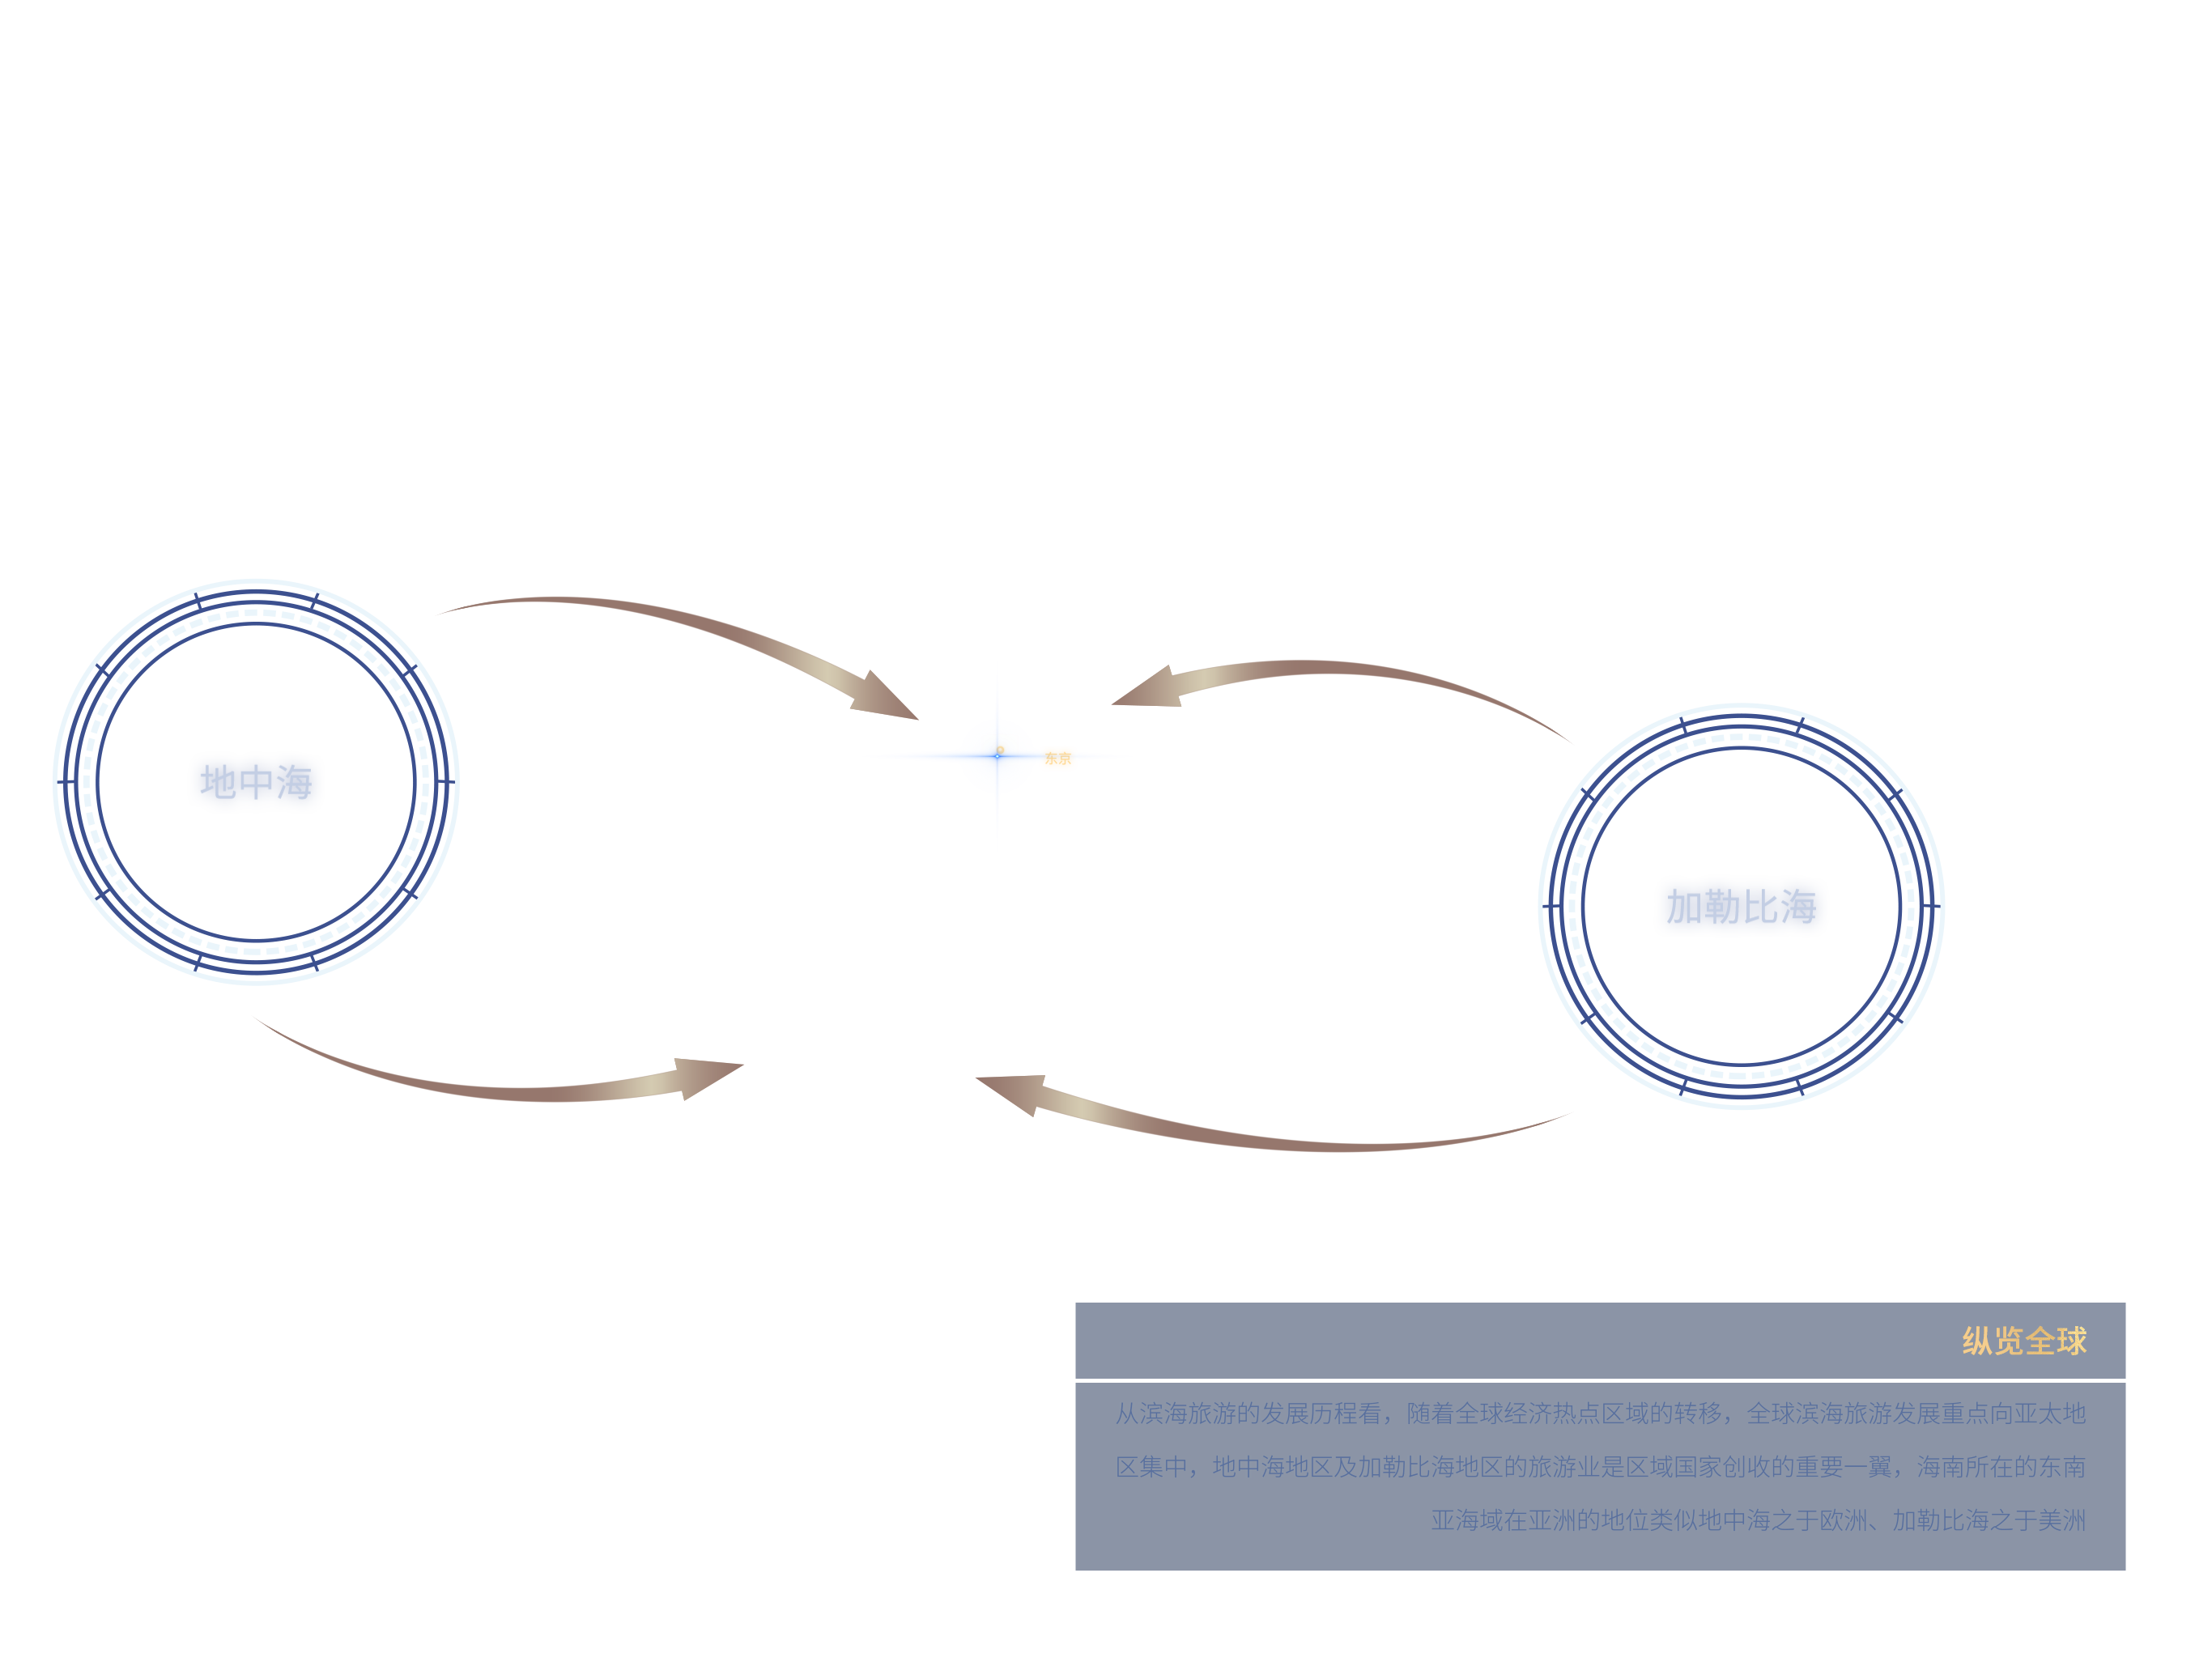 东京
地中海
加勒比海
纵览全球
从滨海旅游的发展历程看，随着全球经济热点区域的转移，全球滨海旅游发展重点向亚太地
区集中，地中海地区及加勒比海地区的旅游业是区域国家创收的重要一翼，海南所在的东南
亚海域在亚洲的地位类似地中海之于欧洲、加勒比海之于美洲